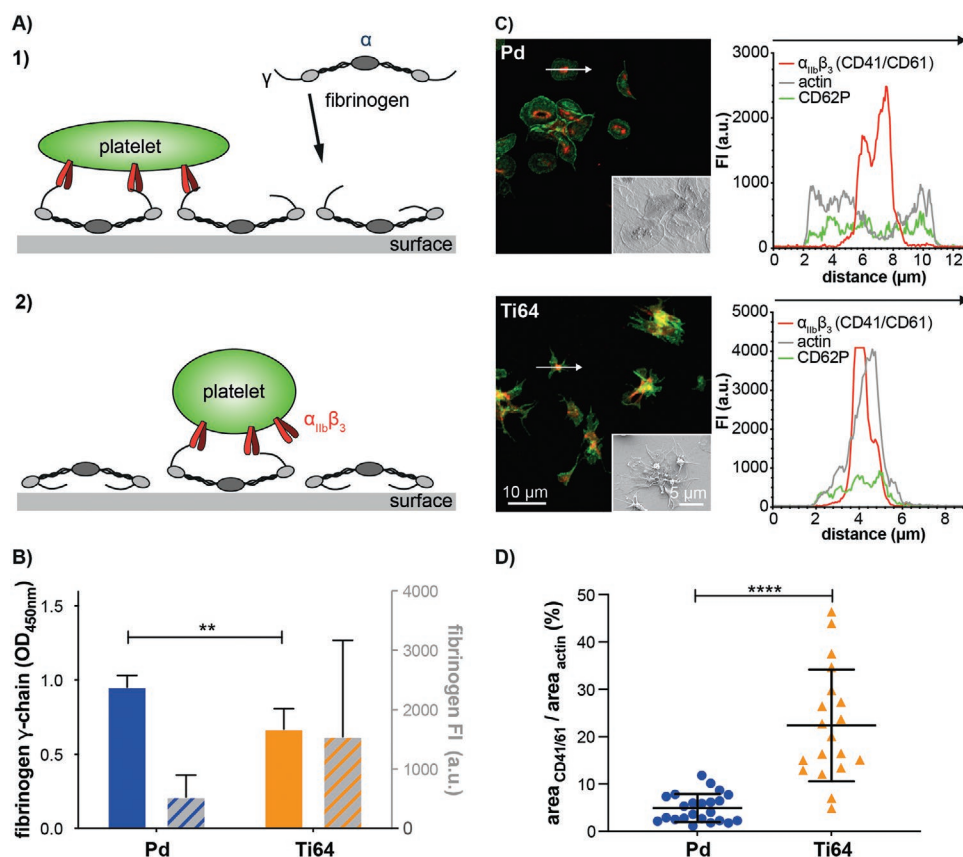 A)
1)
α
γ
fibrinogen
platelet
surface
2)
platelet
αIIbβ3
surface
B)
fibrinogen γ-chain (OD450nm)
1.5
1.0
0.5
0.0
**
4000
3000
2000
1000
0
fibrinogen FI (a.u.)
Pd Ti64
C)
Pd
3000
2000
1000
0
FI (a.u.)
αIIbβ3 (CD41/CD61)
actin
CD62P
0 2 4 6 8 10 12
distance (µm)
Ti64
10 µm
5 µm
5000
4000
3000
2000
1000
0
FI (a.u.)
αIIbβ3 (CD41/CD61)
actin
CD62P
0 2 4 6 8
distance (µm)
D)
area CD41/61 / area actin (%)
50
40
30
20
10
0
****
Pd Ti64